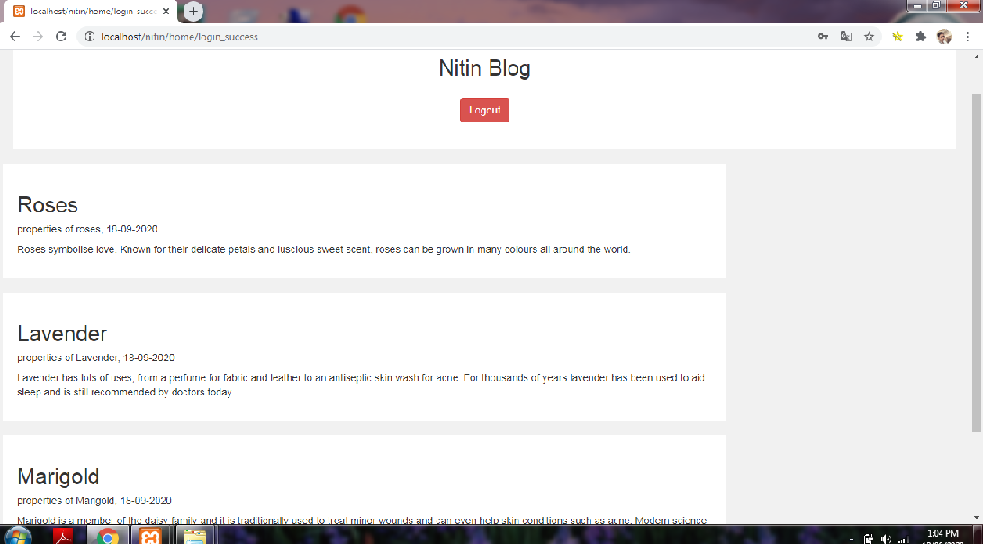 localhost/nitin/home/login_succ
localhost/nitin/home/login_success
Nitin Blog
Logout
Roses
properties of roses, 18-09-2020
Roses symbolise love. Known for their delicate petals and luscious sweet scent, roses can be grown in many colours all around the world.
Lavender
properties of Lavender, 18-09-2020
Lavender has lots of uses, from a perfume for fabric and leather to an antiseptic skin wash for acne. For thousands of years lavender has been used to aid
sleep and is still recommended by doctors today
Marigold
properties of Marigold, 18-09-2020
Marigold is a member of the daisy family and it is traditionally used to treat minor wounds and can even help skin conditions such as acne. Modern science
1:04 PM